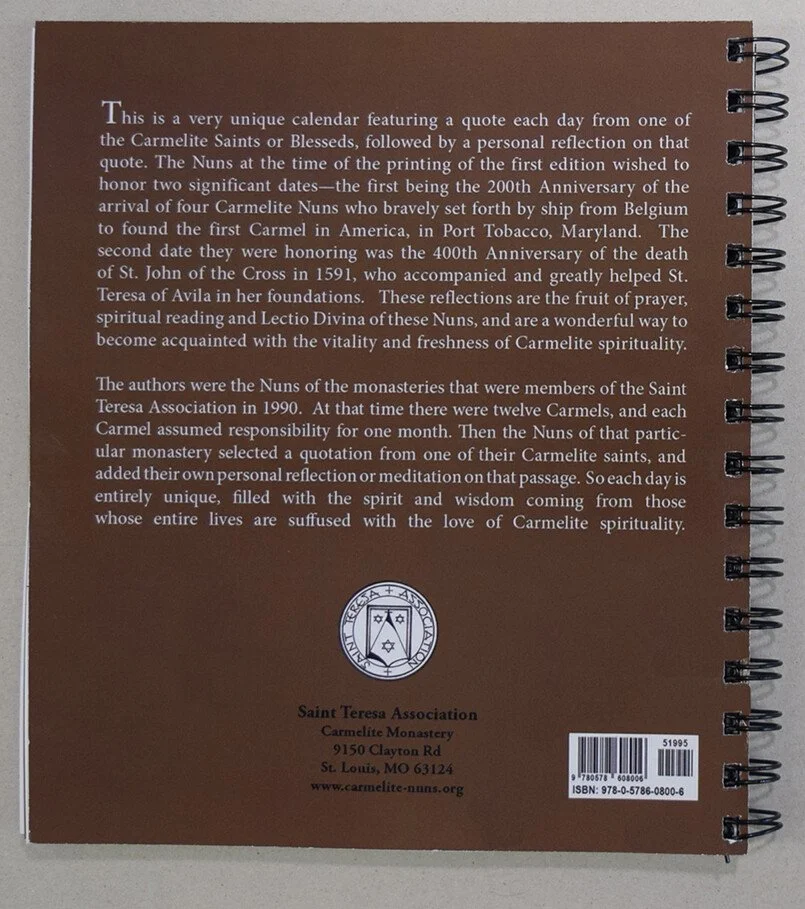 This is a very unique calendar featuring a quote each day from one of
the Carmelite Saints or Blesseds, followed by a personal reflection on that
quote. The Nuns at the time of the printing of the first edition wished to
honor two significant dates—the first being the 200th Anniversary of the
arrival of four Carmelite Nuns who bravely set forth by ship from Belgium
to found the first Carmel in America, in Port Tobacco, Maryland.  The
second date they were honoring was the 400th Anniversary of the death
of St. John of the Cross in 1591, who accompanied and greatly helped St.
Teresa of Avila in her foundations.  These reflections are the fruit of prayer,
spiritual reading and Lectio Divina of these Nuns, and are a wonderful way to
become acquainted with the vitality and freshness of Carmelite spirituality.
The authors were the Nuns of the monasteries that were members of the Saint
Teresa Association in 1990.  At that time there were twelve Carmels, and each
Carmel assumed responsibility for one month. Then the Nuns of that partic-
ular monastery selected a quotation from one of their Carmelite saints, and
added their own personal reflection or meditation on that passage. So each day is
entirely unique, filled with the spirit and wisdom coming from those
whose entire lives are suffused with the love of Carmelite spirituality.
SAINT TERESA + ASSOCIATION +
Saint Teresa Association
Carmelite Monastery
9150 Clayton Rd
St. Louis, MO 63124
www.carmelite-nuns.org
51995
9 780578 608006
ISBN: 978-0-5786-0800-6